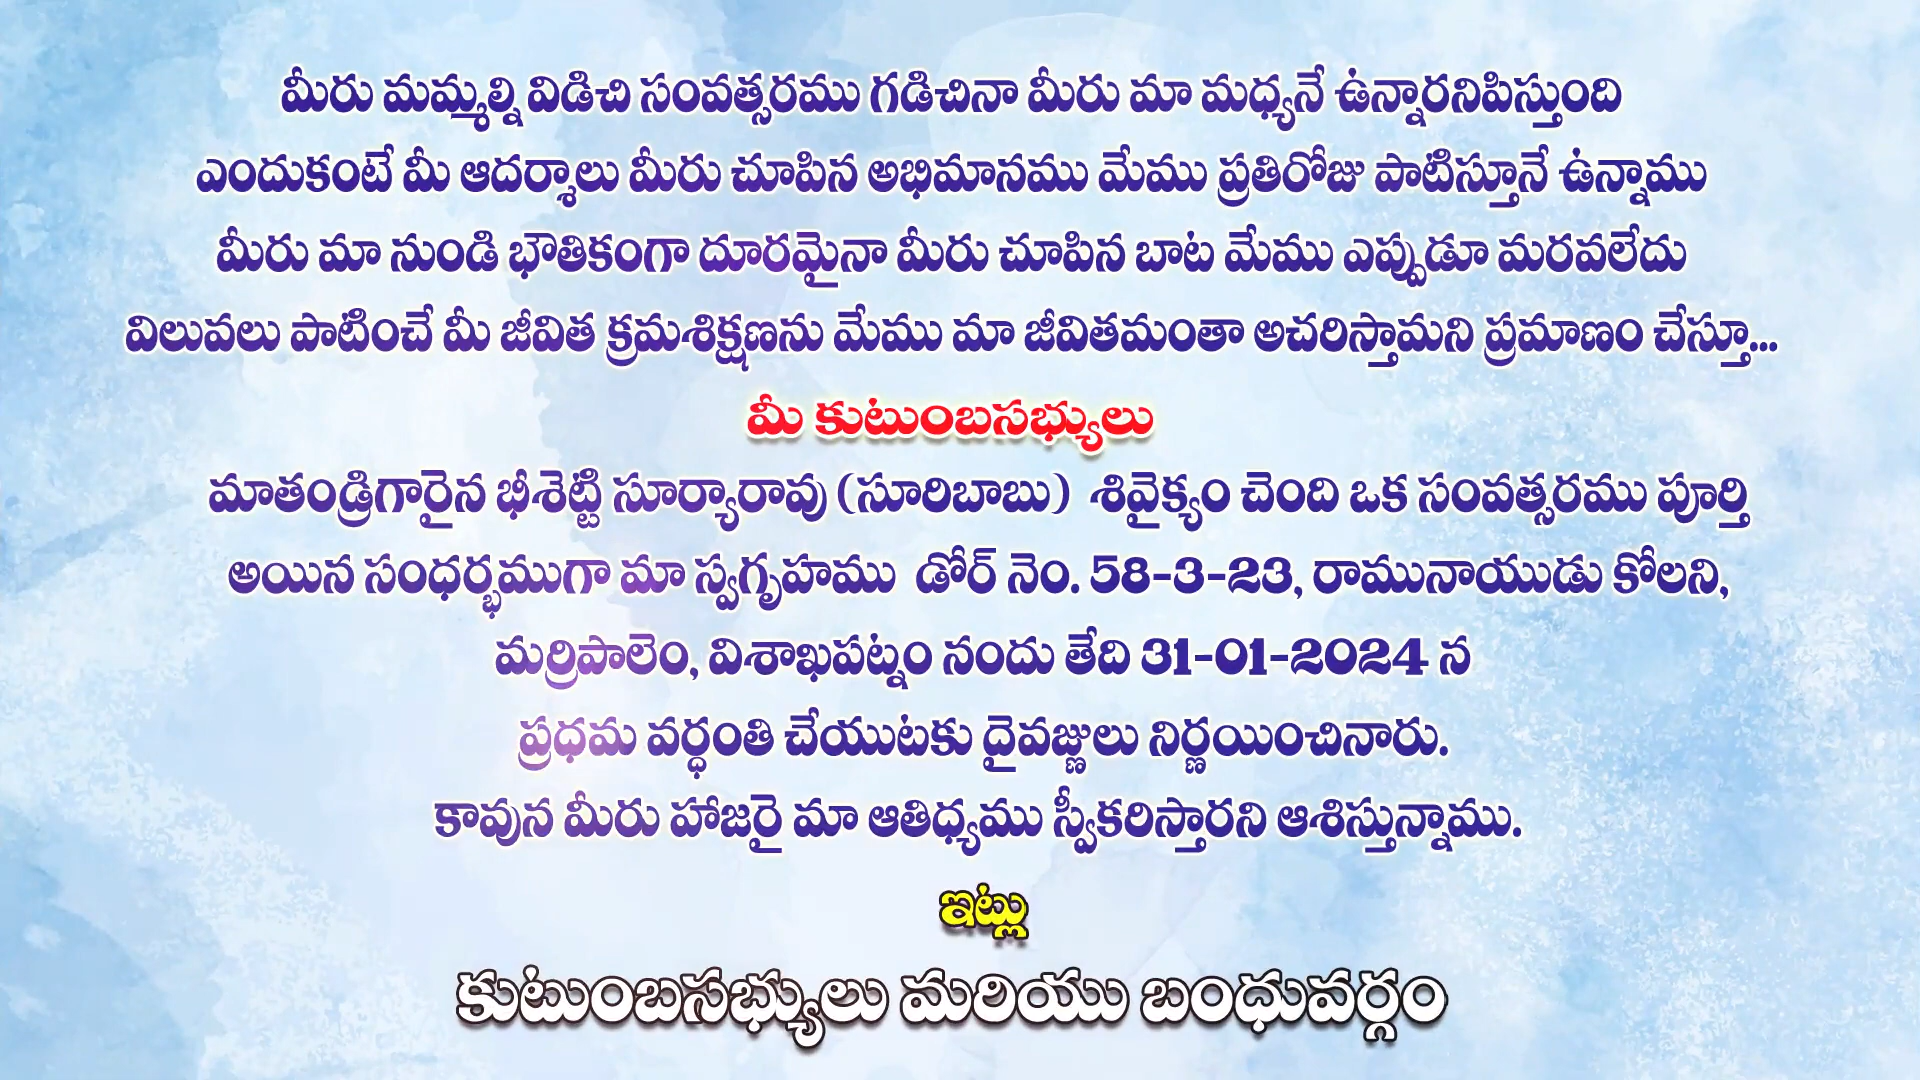 మీరు మమ్మల్ని విడిచి సంవత్సరము గడిచినా మీరు మా మధ్యనే ఉన్నారనిపిస్తుంది
ఎందుకంటే మీ ఆదర్శాలు మీరు చూపిన అభిమానము మేము ప్రతిరోజు పాటిస్తూనే ఉన్నాము
మీరు మా నుండి భౌతికంగా దూరమైనా మీరు చూపిన బాట మేము ఎప్పుడూ మరవలేదు
విలువలు పాటించే మీ జీవిత క్రమశిక్షణను మేము మా జీవితమంతా అచరిస్తామని ప్రమాణం చేస్తూ...
మీ కుటుంబసభ్యులు
మాతండ్రిగారైన భీశెట్టి సూర్యారావు (సూరిబాబు) శివైక్యం చెంది ఒక సంవత్సరము పూర్తి
అయిన సంధర్భముగా మా స్వగృహము డోర్ నెం. 58-3-23, రామునాయుడు కోలని,
మర్రిపాలెం, విశాఖపట్నం నందు తేది 31-01-2024 న
ప్రధమ వర్ధంతి చేయుటకు దైవజ్ఞులు నిర్ణయించినారు.
కావున మీరు హాజరై మా ఆతిధ్యము స్వీకరిస్తారని ఆశిస్తున్నాము.
ఇట్లు
కుటుంబసభ్యులు మరియు బంధువర్గం